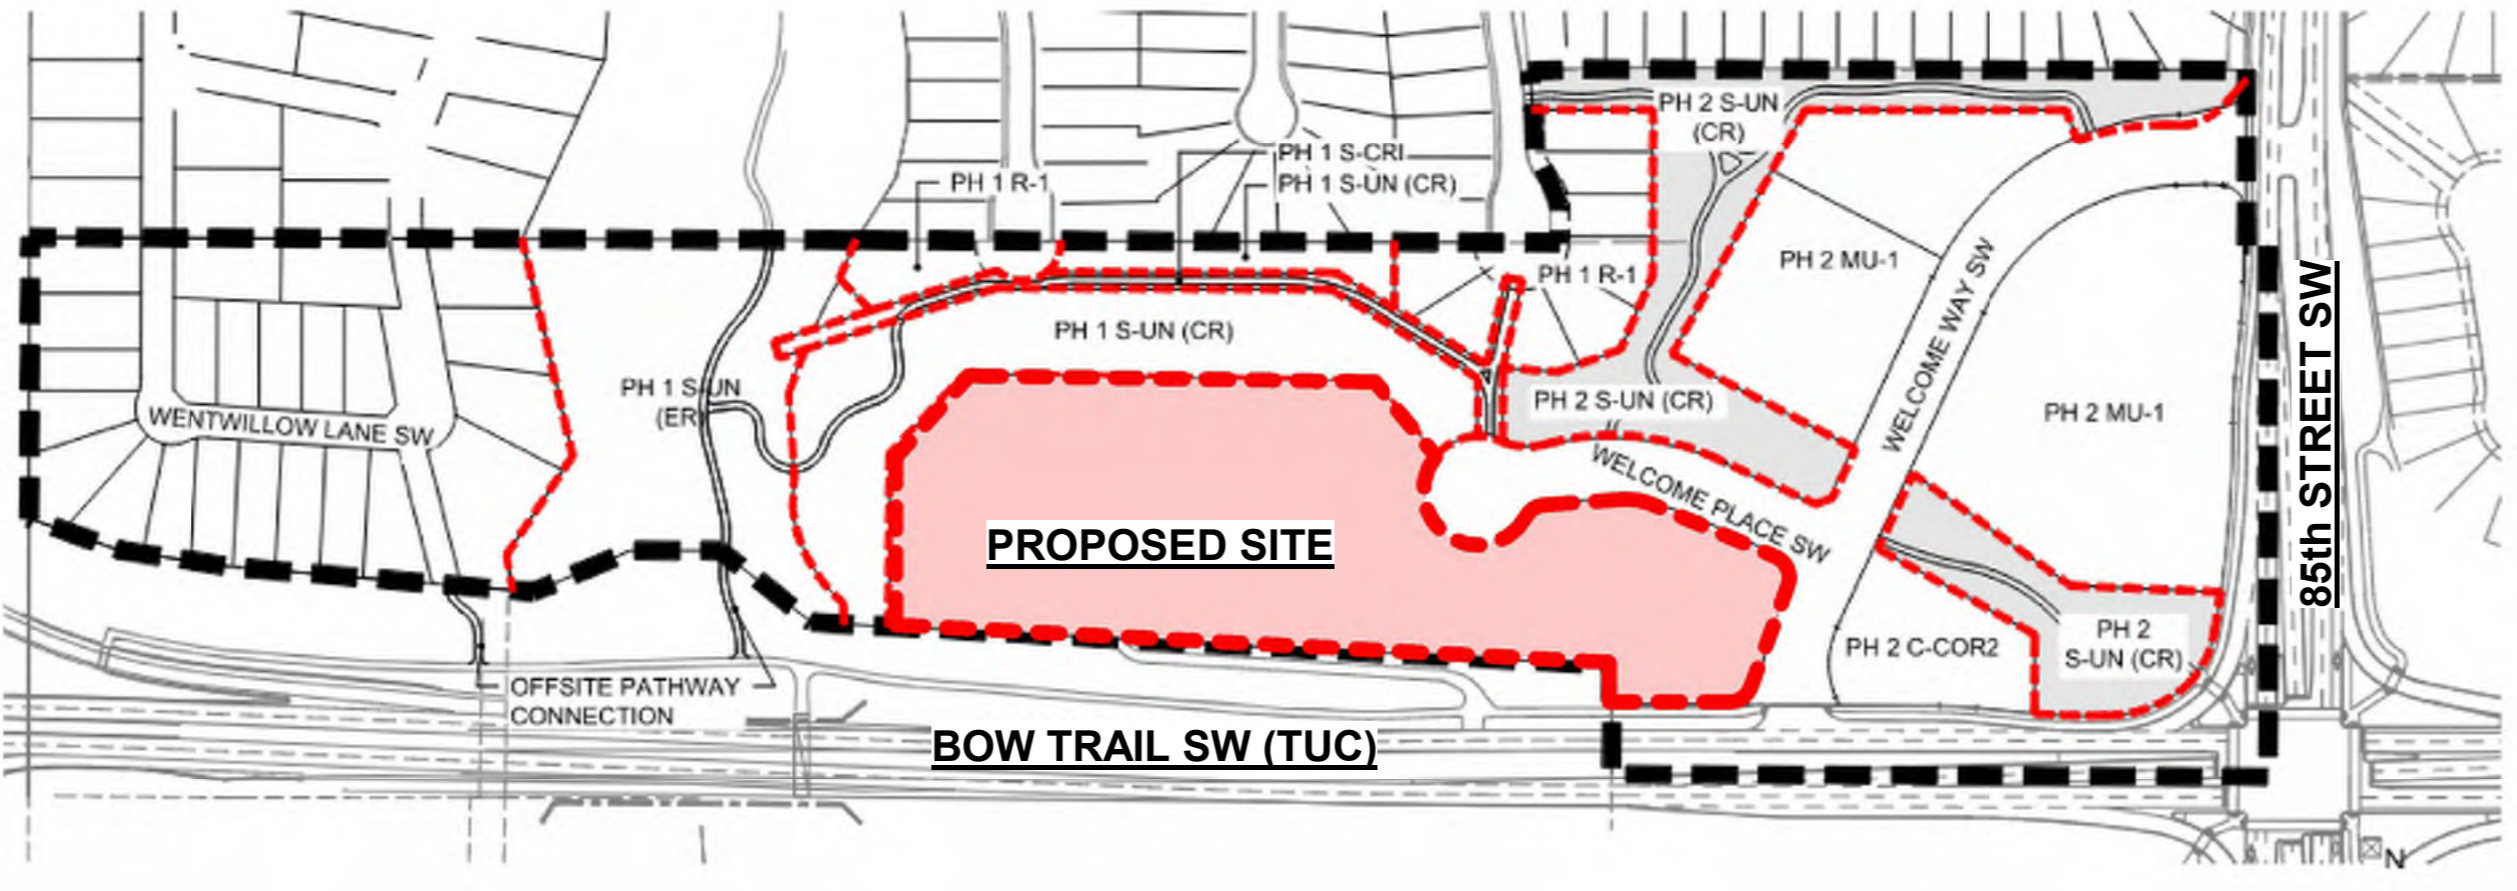 PH 2 S-UN
(CR)
PH 1 S-CRI
PH 1 R-1
PH 1 S-UN (CR)
PH 2 MU-1
PH 1 R-1
PH 1 S-UN (CR)
WELCOME WAY SW
85th STREET SW
PH 1 S-UN
(ER)
PH 2 S-UN (CR)
PH 2 MU-1
WENTWILLOW LANE SW
WELCOME PLACE SW
PROPOSED SITE
PH 2
S-UN (CR)
PH 2 C-COR2
OFFSITE PATHWAY
CONNECTION
BOW TRAIL SW (TUC)
N